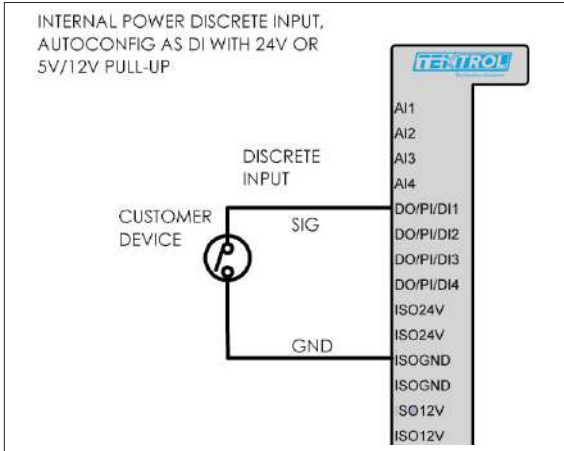 INTERNAL POWER DISCRETE INPUT,
AUTOCONFIG AS DI WITH 24V OR
5V/12V PULL-UP
TEKTROL
AI1
AI2
AI3
AI4
DISCRETE
INPUT
DO/PI/DI1
CUSTOMER
DEVICE
SIG
DO/PI/DI2
DO/PI/DI3
DO/PI/DI4
ISO24V
ISO24V
GND
ISOGND
ISOGND
SO12V
ISO12V